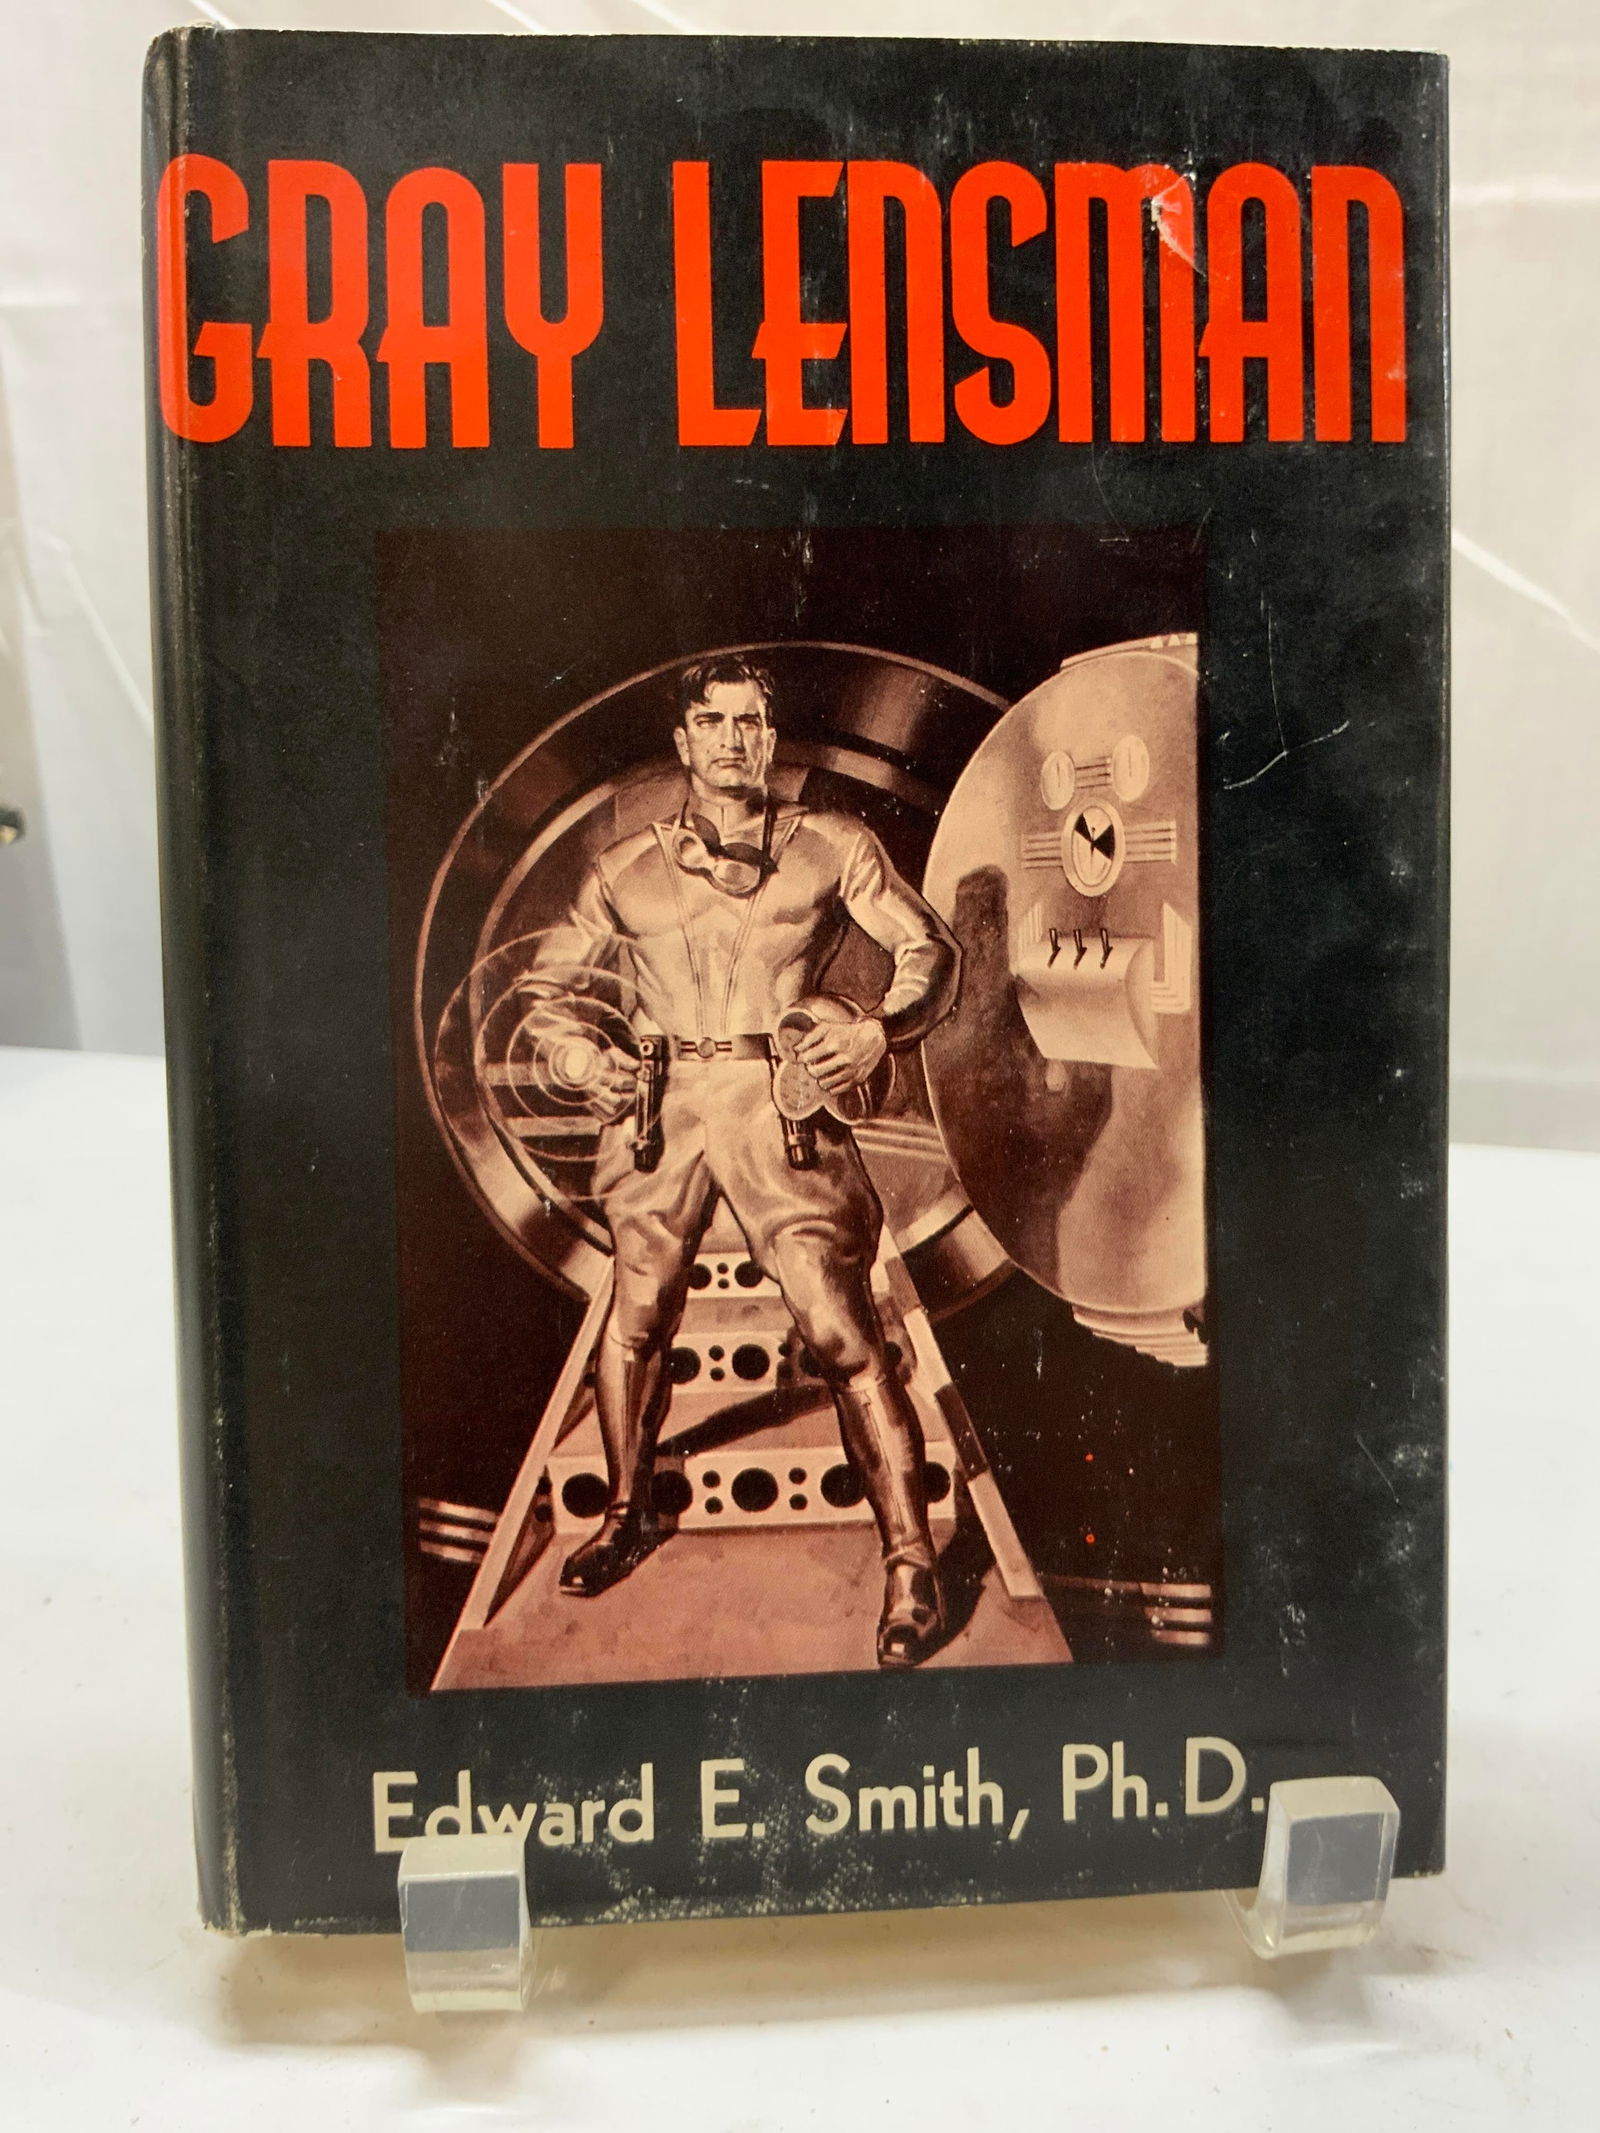 GRAY LENSMAN
Edward E. Smith, Ph.D.